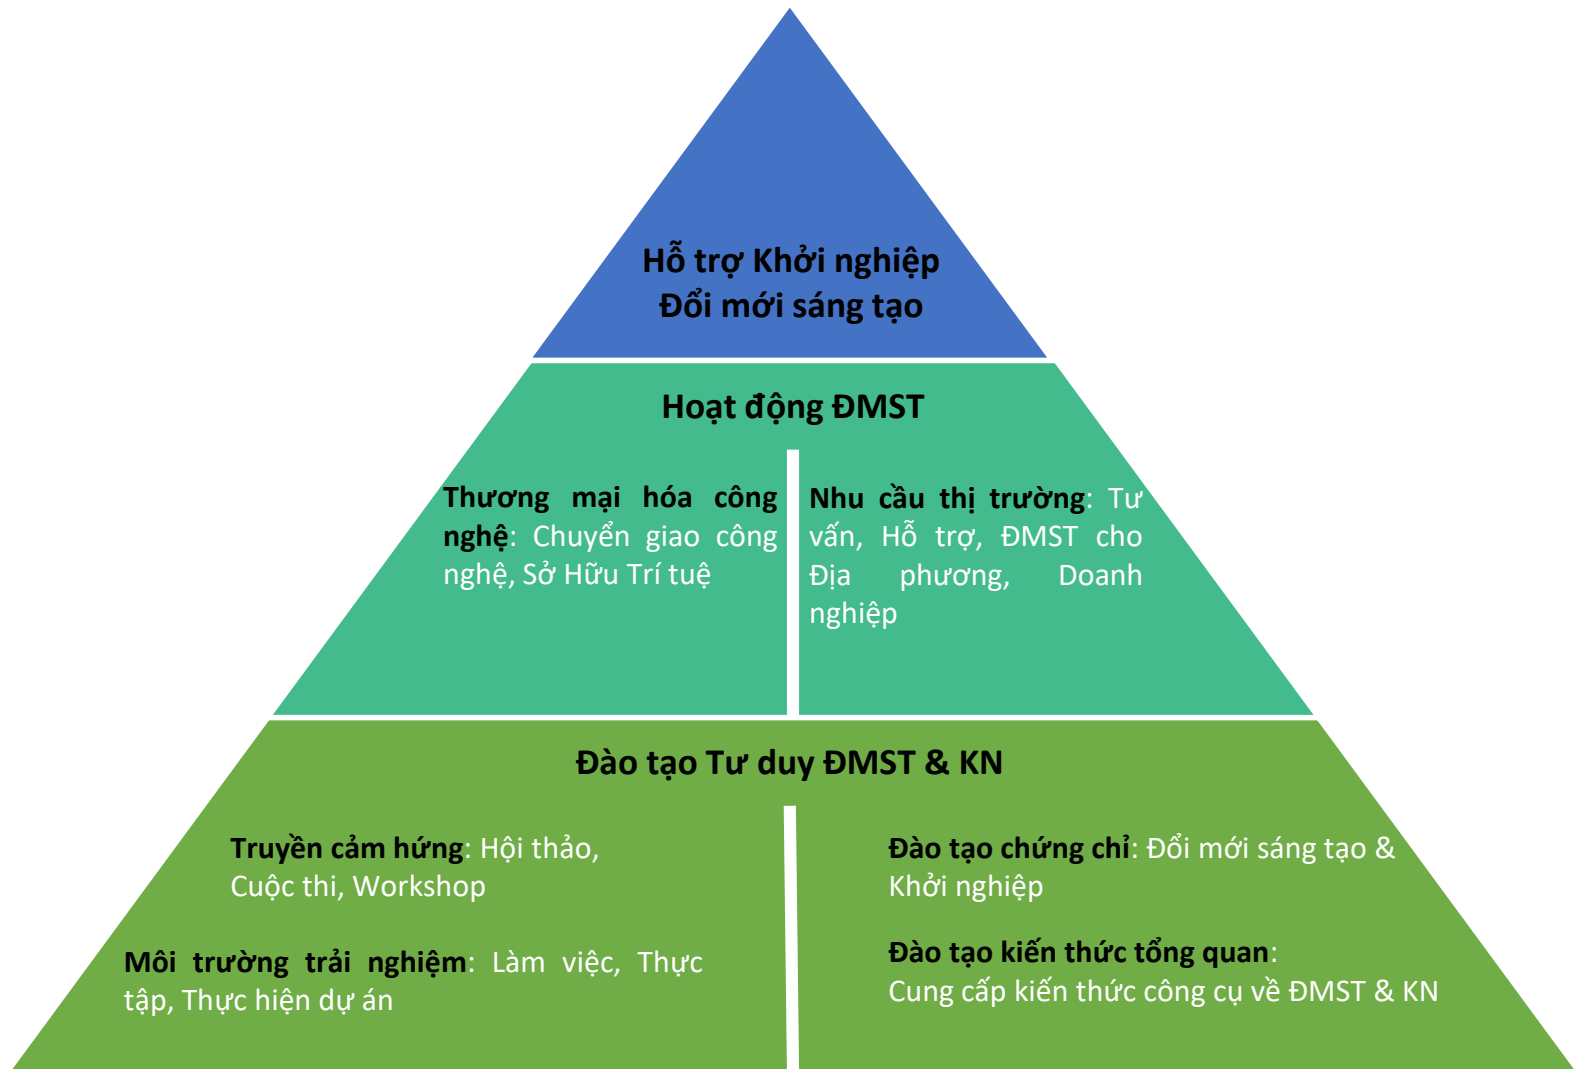 Hỗ trợ Khởi nghiệp
Đổi mới sáng tạo
Hoạt động ĐMST
Thương mại hóa công
nghệ: Chuyển giao công
nghệ, Sở Hữu Trí tuệ
Nhu cầu thị trường: Tư
vấn, Hỗ trợ, ĐMST cho
Địa phương, Doanh
nghiệp
Đào tạo Tư duy ĐMST & KN
Truyền cảm hứng: Hội thảo,
Cuộc thi, Workshop
Môi trường trải nghiệm: Làm việc, Thực
tập, Thực hiện dự án
Đào tạo chứng chỉ: Đổi mới sáng tạo &
Khởi nghiệp
Đào tạo kiến thức tổng quan:
Cung cấp kiến thức công cụ về ĐMST & KN